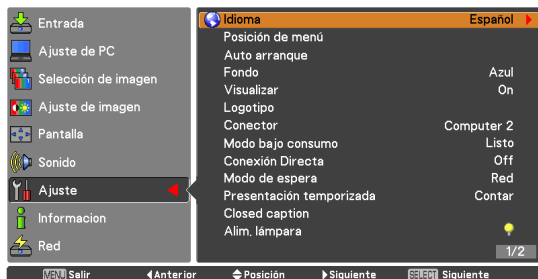 Entrada
Ajuste de PC
Selección de imagen
Ajuste de imagen
Pantalla
Sonido
Ajuste
Informacion
Red
Idioma Español
Posición de menú
Auto arranque
Fondo Azul
Visualizar On
Logotipo
Conector Computer 2
Modo bajo consumo Listo
Conexión Directa Off
Modo de espera Red
Presentación temporizada Contar
Closed caption
Alim. lámpara
1/2
MENU Salir Anterior Posición Siguiente SELECT Siguiente